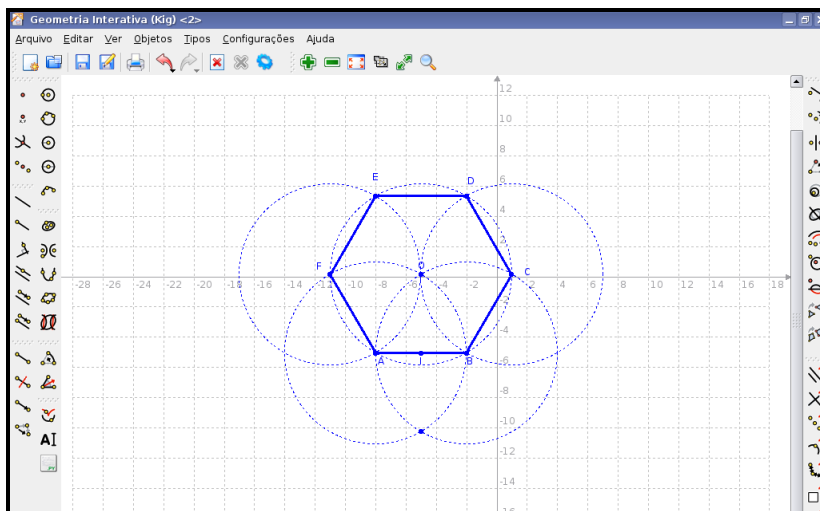 Geometria Interativa (Kig) <2>
Arquivo Editar Ver Objetos Tipos Configurações Ajuda
12
10
8
E D
6
4
2
F O C
-28 -26 -24 -22 -20 -18 -16 -14 -12 -10 -8 -6 -4 -2 2 4 6 8 10 12 14 16 18
-2
-4
A I B
-6
-8
-10
AI
-12
-14
-16